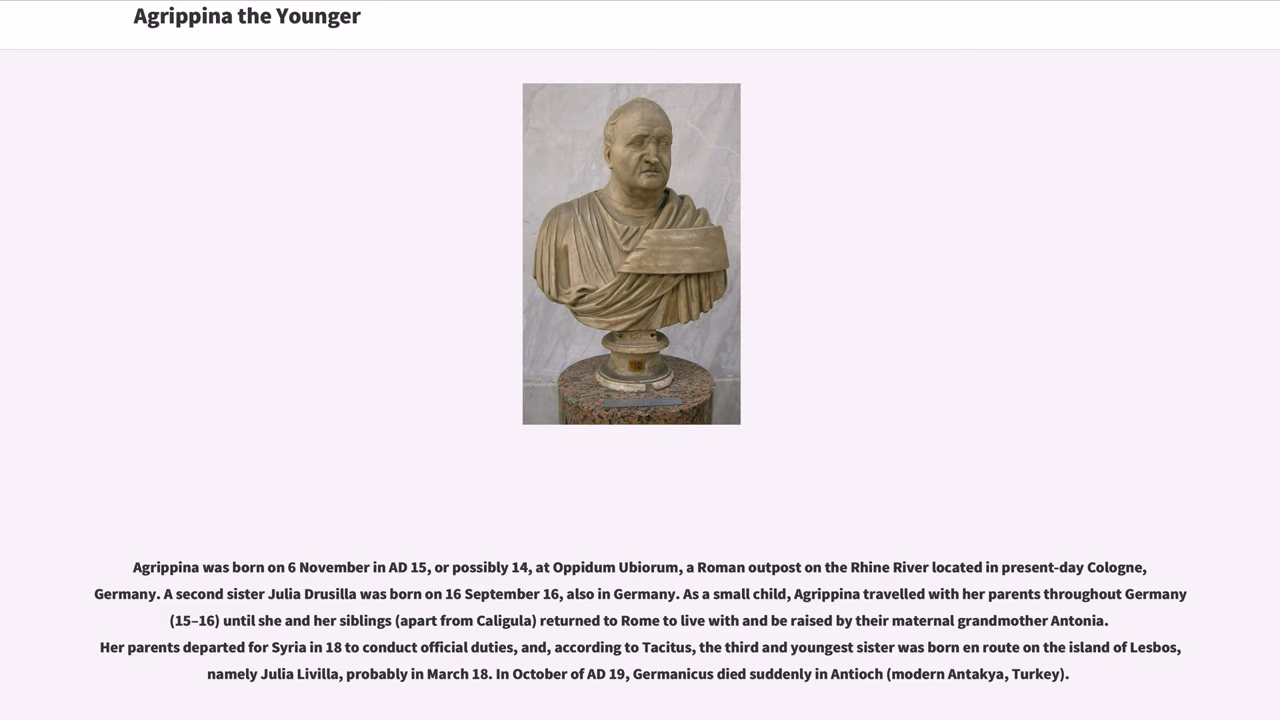 Agrippina the Younger
Agrippina was born on 6 November in AD 15, or possibly 14, at Oppidum Ubiorum, a Roman outpost on the Rhine River located in present-day Cologne,
Germany. A second sister Julia Drusilla was born on 16 September 16, also in Germany. As a small child, Agrippina travelled with her parents throughout Germany
(15–16) until she and her siblings (apart from Caligula) returned to Rome to live with and be raised by their maternal grandmother Antonia.
Her parents departed for Syria in 18 to conduct official duties, and, according to Tacitus, the third and youngest sister was born en route on the island of Lesbos,
namely Julia Livilla, probably in March 18. In October of AD 19, Germanicus died suddenly in Antioch (modern Antakya, Turkey).